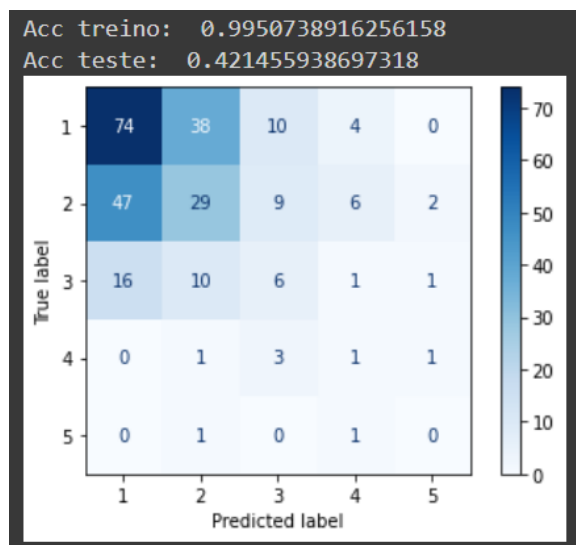 Acc treino:  0.9950738916256158
Acc teste:  0.421455938697318
1 74 38 10 4 0
2 47 29 9 6 2
3 16 10 6 1 1
4 0 1 3 1 1
5 0 1 0 1 0
1 2 3 4 5
Predicted label
True label
70
60
50
40
30
20
10
0